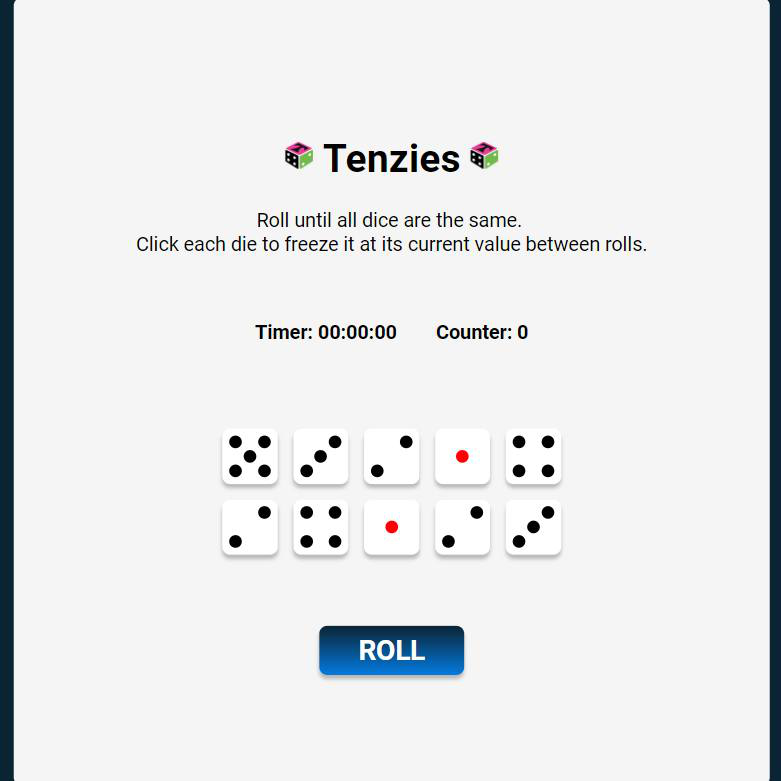 Tenzies
Roll until all dice are the same.
Click each die to freeze it at its current value between rolls.
Timer: 00:00:00 Counter: 0
ROLL